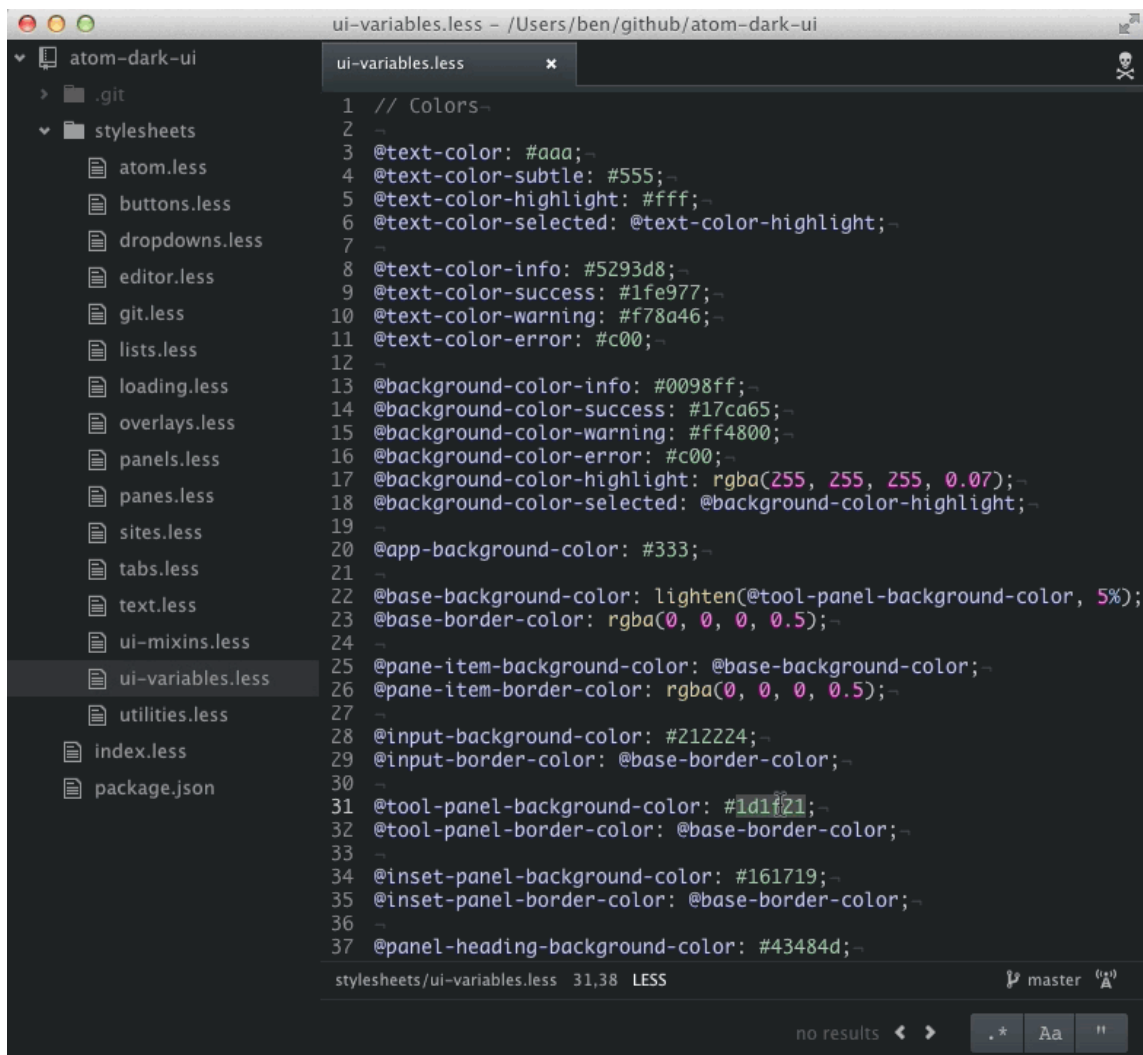 ui-variables.less – /Users/ben/github/atom-dark-ui
atom-dark-ui
.git
stylesheets
atom.less
buttons.less
dropdowns.less
editor.less
git.less
lists.less
loading.less
overlays.less
panels.less
panes.less
sites.less
tabs.less
text.less
ui-mixins.less
ui-variables.less
utilities.less
index.less
package.json
ui-variables.less ×
1 // Colors¬
2 ¬
3 @text-color: #aaa;¬
4 @text-color-subtle: #555;¬
5 @text-color-highlight: #fff;¬
6 @text-color-selected: @text-color-highlight;¬
7 ¬
8 @text-color-info: #5293d8;¬
9 @text-color-success: #1fe977;¬
10 @text-color-warning: #f78a46;¬
11 @text-color-error: #c00;¬
12 ¬
13 @background-color-info: #0098ff;¬
14 @background-color-success: #17ca65;¬
15 @background-color-warning: #ff4800;¬
16 @background-color-error: #c00;¬
17 @background-color-highlight: rgba(255, 255, 255, 0.07);¬
18 @background-color-selected: @background-color-highlight;¬
19 ¬
20 @app-background-color: #333;¬
21 ¬
22 @base-background-color: lighten(@tool-panel-background-color, 5%);
23 @base-border-color: rgba(0, 0, 0, 0.5);¬
24 ¬
25 @pane-item-background-color: @base-background-color;¬
26 @pane-item-border-color: rgba(0, 0, 0, 0.5);¬
27 ¬
28 @input-background-color: #212224;¬
29 @input-border-color: @base-border-color;¬
30 ¬
31 @tool-panel-background-color: #1d1f21;¬
32 @tool-panel-border-color: @base-border-color;¬
33 ¬
34 @inset-panel-background-color: #161719;¬
35 @inset-panel-border-color: @base-border-color;¬
36 ¬
37 @panel-heading-background-color: #43484d;¬
stylesheets/ui-variables.less 31,38 LESS master
no results .* Aa "